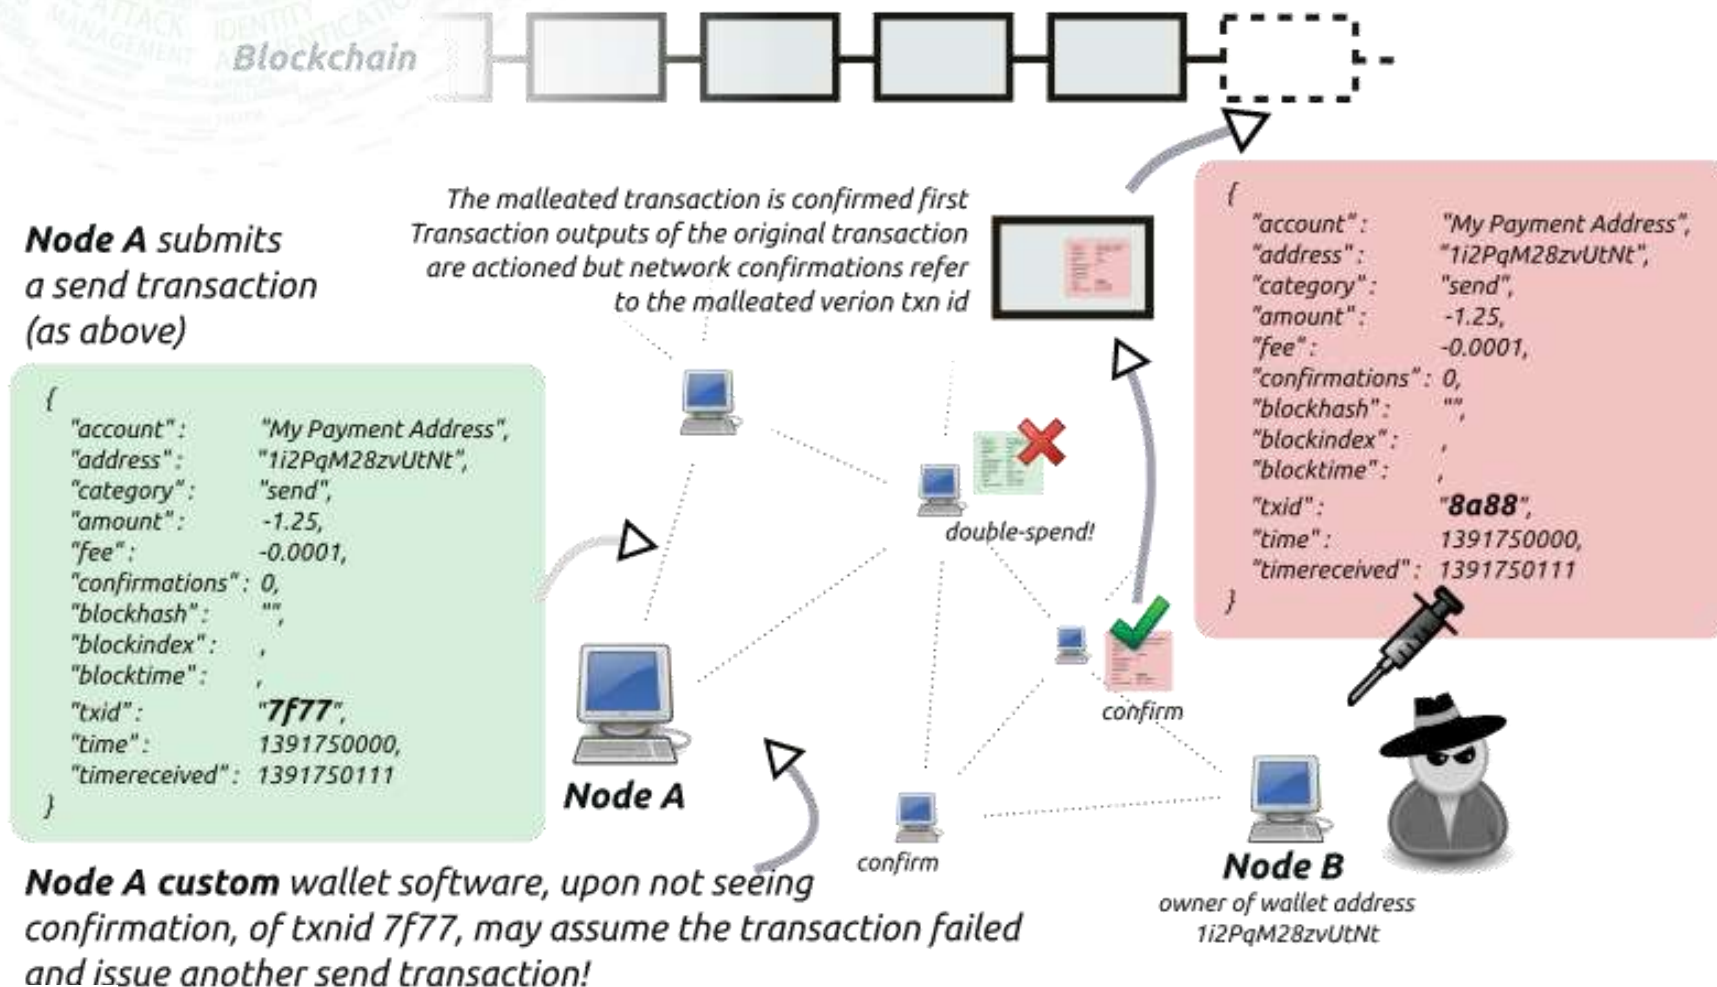 ATTACK
IDENTITY
MANAGEMENT
Blockchain
The malleated transaction is confirmed first
Transaction outputs of the original transaction
are actioned but network confirmations refer
to the malleated verion txn id
Node A submits
a send transaction
(as above)
{
"account" : "My Payment Address",
"address" : "1i2PqM28zvUtNt",
"category" : "send",
"amount" : -1.25,
"fee" : -0.0001,
"confirmations" : 0,
"blockhash" : "",
"blockindex" : ,
"blocktime" : ,
"txid" : "7f77",
"time" : 1391750000,
"timereceived" : 1391750111
}
{
"account" : "My Payment Address",
"address" : "1i2PqM28zvUtNt",
"category" : "send",
"amount" : -1.25,
"fee" : -0.0001,
"confirmations" : 0,
"blockhash" : "",
"blockindex" : ,
"blocktime" : ,
"txid" : "8a88",
"time" : 1391750000,
"timereceived" : 1391750111
}
double-spend!
confirm
Node A
confirm
Node B
owner of wallet address
1i2PqM28zvUtNt
Node A custom wallet software, upon not seeing
confirmation, of txnid 7f77, may assume the transaction failed
and issue another send transaction!